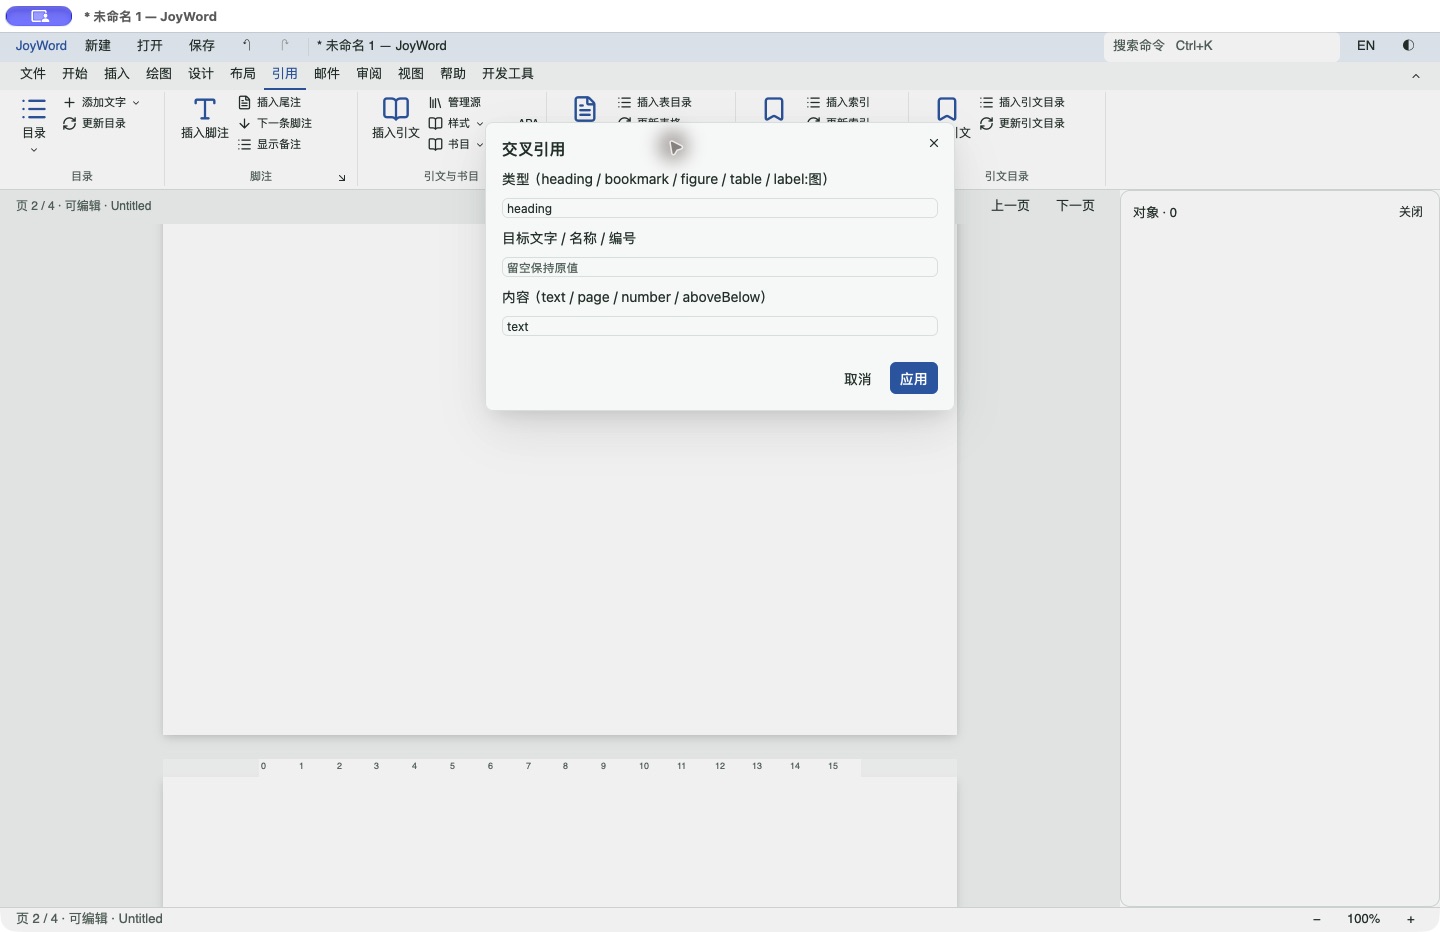 * 未命名 1 — JoyWord
JoyWord 新建 打开 保存 * 未命名 1 — JoyWord 搜索命令 Ctrl+K EN
文件 开始 插入 绘图 设计 布局 引用 邮件 审阅 视图 帮助 开发工具
目录
添加文字
更新目录
目录
插入脚注
插入尾注
下一条脚注
显示备注
脚注
插入引文
管理源
样式
书目
引文与书目
插入表目录
插入索引
文
插入引文目录
更新引文目录
引文目录
页 2 / 4 · 可编辑 · Untitled 上一页 下一页
交叉引用
类型（heading / bookmark / figure / table / label:图）
heading
目标文字 / 名称 / 编号
留空保持原值
内容（text / page / number / aboveBelow）
text
取消 应用
对象 · 0 关闭
0 1 2 3 4 5 6 7 8 9 10 11 12 13 14 15
页 2 / 4 · 可编辑 · Untitled − 100% +